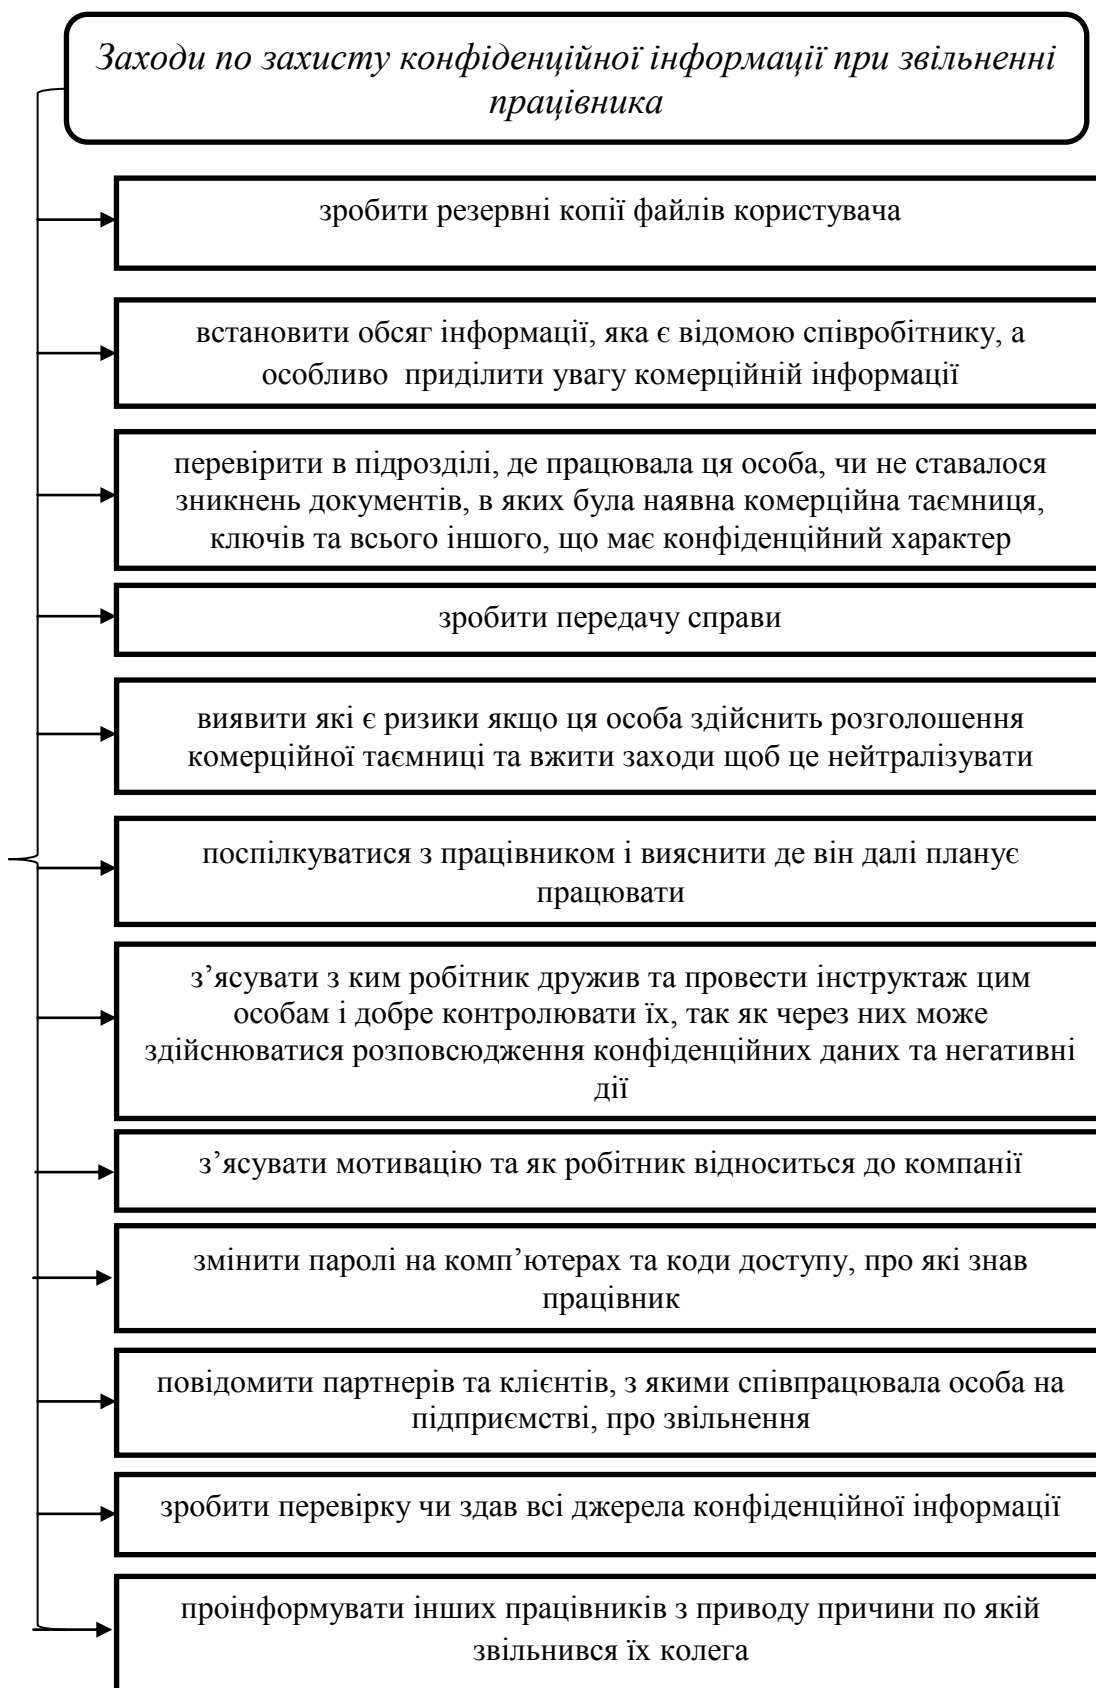 Заходи по захисту конфіденційної інформації при звільненні
працівника
зробити резервні копії файлів користувача
встановити обсяг інформації, яка є відомою співробітнику, а
особливо приділити увагу комерційній інформації
перевірити в підрозділі, де працювала ця особа, чи не ставалося
зникнень документів, в яких була наявна комерційна таємниця,
ключів та всього іншого, що має конфіденційний характер
зробити передачу справи
виявити які є ризики якщо ця особа здійснить розголошення
комерційної таємниці та вжити заходи щоб це нейтралізувати
поспілкуватися з працівником і вияснити де він далі планує
працювати
з’ясувати з ким робітник дружив та провести інструктаж цим
особам і добре контролювати їх, так як через них може
здійснюватися розповсюдження конфіденційних даних та негативні
дії
з’ясувати мотивацію та як робітник відноситься до компанії
змінити паролі на комп’ютерах та коди доступу, про які знав
працівник
повідомити партнерів та клієнтів, з якими співпрацювала особа на
підприємстві, про звільнення
зробити перевірку чи здав всі джерела конфіденційної інформації
проінформувати інших працівників з приводу причини по якій
звільнився їх колега